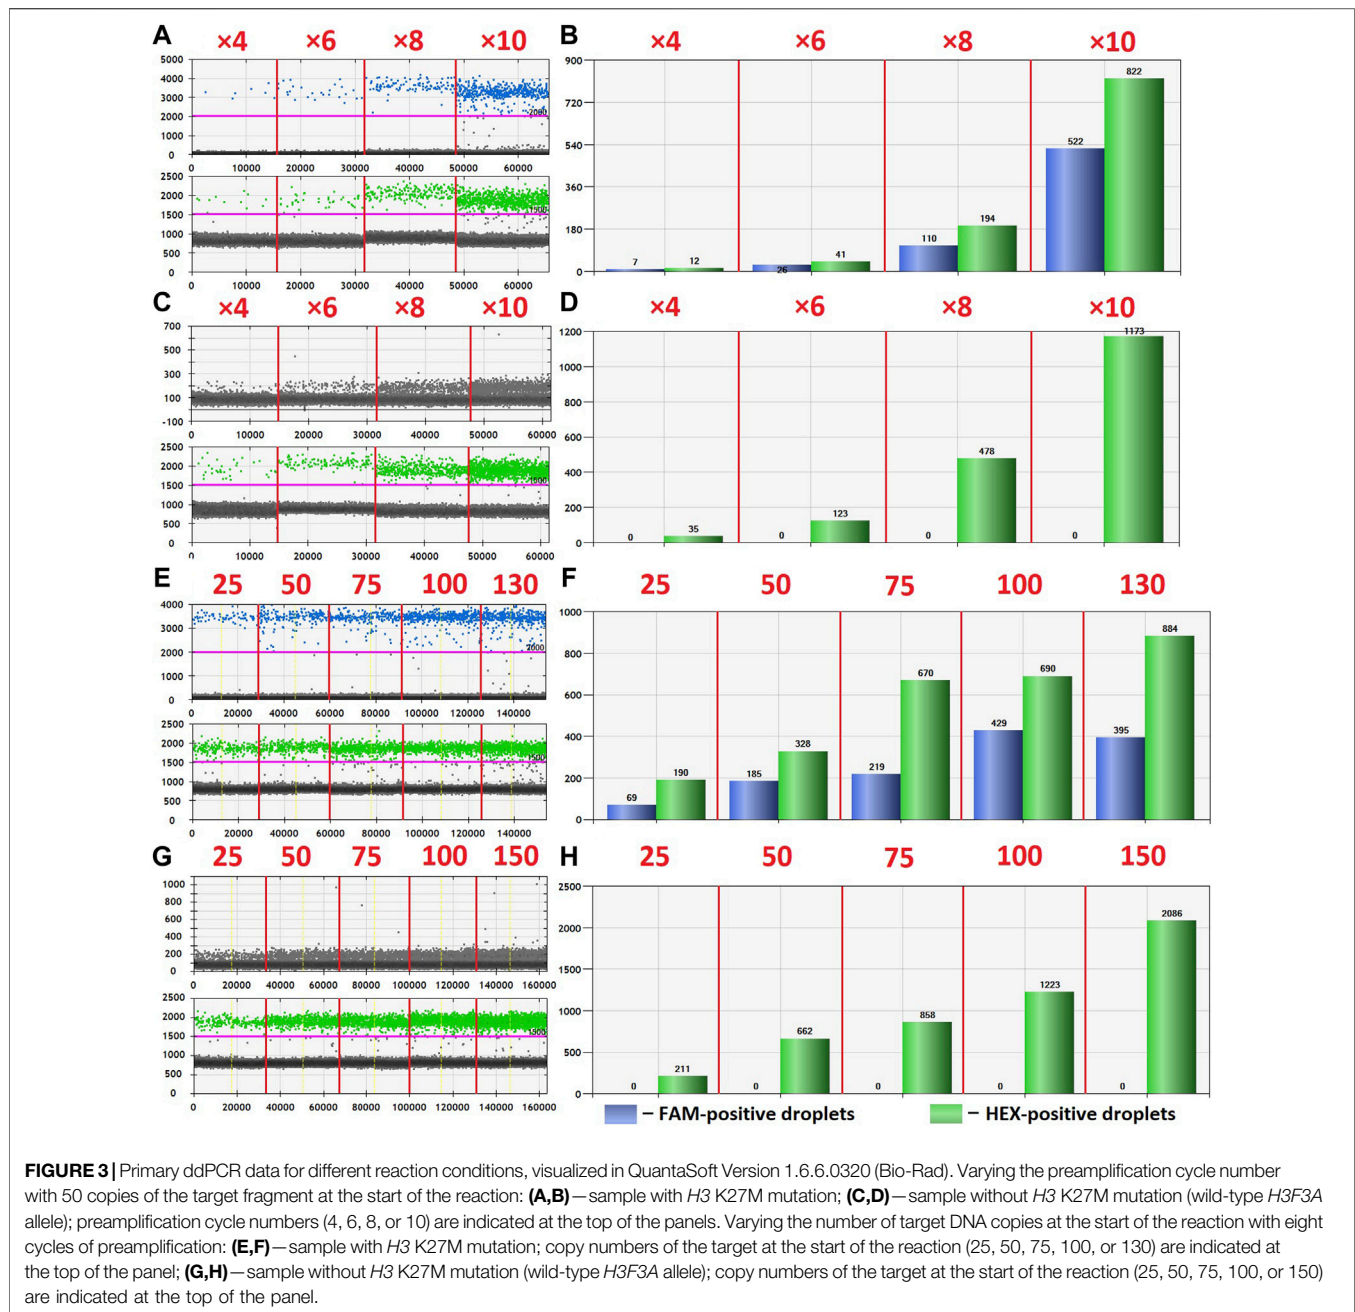 A
×4 ×6 ×8 ×10
5000
4000
3000
2000
1000
0
2000
0 10000 20000 30000 40000 50000 60000
2500
2000
1500
1000
500
0
1500
0 10000 20000 30000 40000 50000 60000
B
×4 ×6 ×8 ×10
900
720
540
360
180
0
7 12 26 41 110 194 522 822
C
×4 ×6 ×8 ×10
700
500
300
100
-100
0 10000 20000 30000 40000 50000 60000
2500
2000
1500
1000
500
0
1500
0 10000 20000 30000 40000 50000 60000
D
×4 ×6 ×8 ×10
1200
1000
800
600
400
200
0
0 35 0 123 0 478 0 1173
E
25 50 75 100 130
4000
3000
2000
1000
0
2000
0 20000 40000 60000 80000 100000 120000 140000
2500
2000
1500
1000
500
0
1500
0 20000 40000 60000 80000 100000 120000 140000
F
25 50 75 100 130
1000
800
600
400
200
0
69 190 185 328 219 670 429 690 395 884
G
25 50 75 100 150
1000
800
600
400
200
0
0 20000 40000 60000 80000 100000 120000 140000 160000
2500
2000
1500
1000
500
0
1500
0 20000 40000 60000 80000 100000 120000 140000 160000
H
25 50 75 100 150
2500
2000
1500
1000
500
0
0 211 0 662 0 858 0 1223 0 2086
– FAM-positive droplets – HEX-positive droplets
FIGURE 3 | Primary ddPCR data for different reaction conditions, visualized in QuantaSoft Version 1.6.6.0320 (Bio-Rad). Varying the preamplification cycle number
with 50 copies of the target fragment at the start of the reaction: (A,B)—sample with H3 K27M mutation; (C,D)—sample without H3 K27M mutation (wild-type H3F3A
allele); preamplification cycle numbers (4, 6, 8, or 10) are indicated at the top of the panels. Varying the number of target DNA copies at the start of the reaction with eight
cycles of preamplification: (E,F)—sample with H3 K27M mutation; copy numbers of the target at the start of the reaction (25, 50, 75, 100, or 130) are indicated at
the top of the panel; (G,H)—sample without H3 K27M mutation (wild-type H3F3A allele); copy numbers of the target at the start of the reaction (25, 50, 75, 100, or 150)
are indicated at the top of the panel.